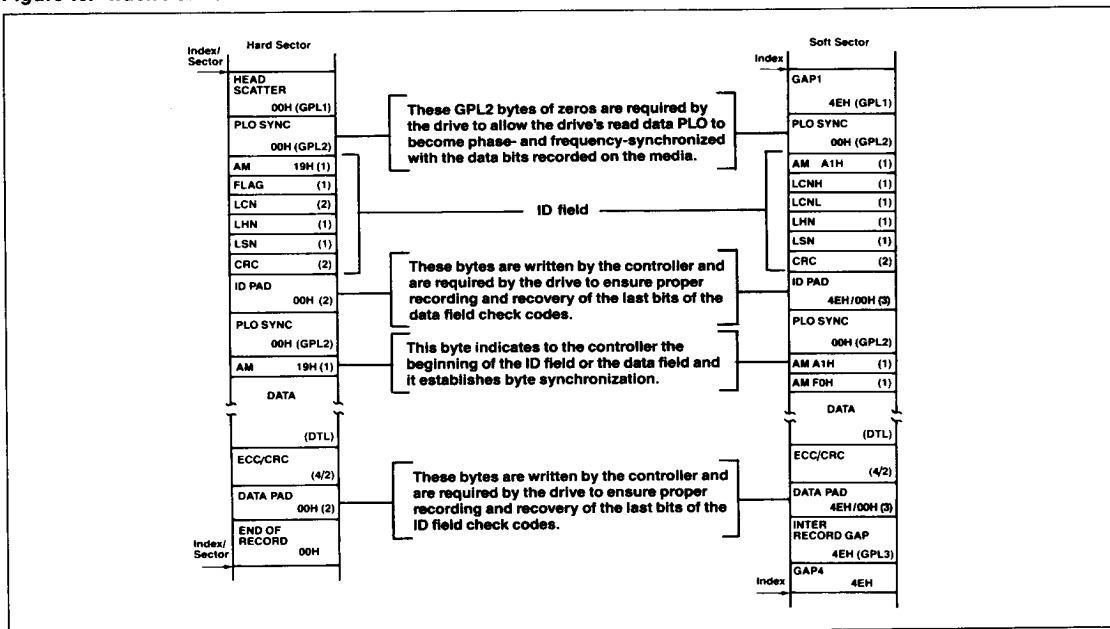 Hard Sector
Index/
Sector
HEAD
SCATTER
00H (GPL1)
PLO SYNC
00H (GPL2)
AM 19H (1)
FLAG (1)
LCN (2)
LHN (1)
LSN (1)
CRC (2)
ID PAD
00H (2)
PLO SYNC
00H (GPL2)
AM 19H (1)
DATA
(DTL)
ECC/CRC
(4/2)
DATA PAD
00H (2)
END OF
RECORD
00H
Index/
Sector
These GPL2 bytes of zeros are required by
the drive to allow the drive's read data PLO to
become phase- and frequency-synchronized
with the data bits recorded on the media.
ID field
These bytes are written by the controller and
are required by the drive to ensure proper
recording and recovery of the last bits of the
data field check codes.
This byte indicates to the controller the
beginning of the ID field or the data field and
it establishes byte synchronization.
These bytes are written by the controller and
are required by the drive to ensure proper
recording and recovery of the last bits of the
ID field check codes.
Soft Sector
Index
GAP1
4EH (GPL1)
PLO SYNC
00H (GPL2)
AM A1H (1)
LCNH (1)
LCNL (1)
LHN (1)
LSN (1)
CRC (2)
ID PAD
4EH/00H (3)
PLO SYNC
00H (GPL2)
AM A1H (1)
AM F0H (1)
DATA
(DTL)
ECC/CRC
(4/2)
DATA PAD
4EH/00H (3)
INTER
RECORD GAP
4EH (GPL3)
GAP4
4EH
Index